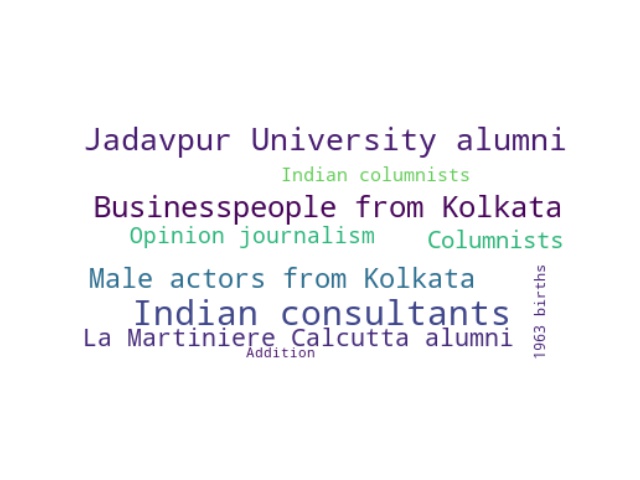 Jadavpur University alumni
Indian columnists
Businesspeople from Kolkata
Opinion journalism
Columnists
Male actors from Kolkata
1963 births
Indian consultants
La Martiniere Calcutta alumni
Addition